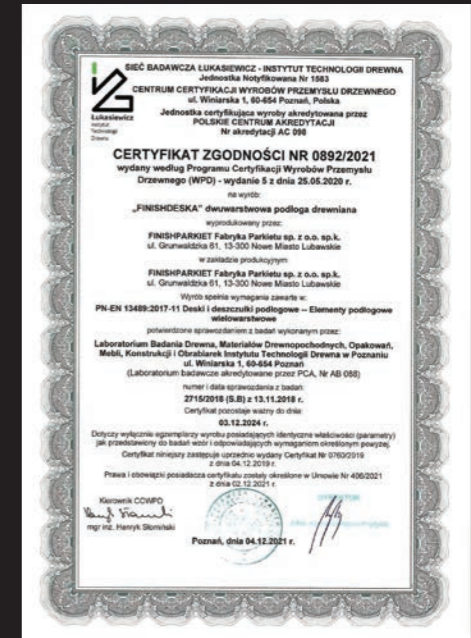 SIEĆ BADAWCZA ŁUKASIEWICZ - INSTYTUT TECHNOLOGII DREWNA
Jednostka Notyfikowana Nr 1583
CENTRUM CERTYFIKACJI WYROBÓW PRZEMYSŁU DRZEWNEGO
ul. Winiarska 1, 60-654 Poznań, Polska
Łukasiewicz
Instytut
Technologii
Drewna
Jednostka certyfikująca wyroby akredytowana przez
POLSKIE CENTRUM AKREDYTACJI
Nr akredytacji AC 098
CERTYFIKAT ZGODNOŚCI NR 0892/2021
wydany według Programu Certyfikacji Wyrobów Przemysłu
Drzewnego (WPD) - wydanie 5 z dnia 25.05.2020 r.
na wyrób:
„FINISHDESKA" dwuwarstwowa podłoga drewniana
wyprodukowany przez:
FINISHPARKIET Fabryka Parkietu sp. z o.o. sp.k.
ul. Grunwaldzka 61, 13-300 Nowe Miasto Lubawskie
w zakładzie produkcyjnym:
FINISHPARKIET Fabryka Parkietu sp. z o.o. sp.k.
ul. Grunwaldzka 61, 13-300 Nowe Miasto Lubawskie
Wyrób spełnia wymagania zawarte w:
PN-EN 13489:2017-11 Deski i deszczułki podłogowe – Elementy podłogowe
wielowarstwowe
potwierdzone sprawozdaniem z badań wykonanym przez:
Laboratorium Badania Drewna, Materiałów Drewnopochodnych, Opakowań,
Mebli, Konstrukcji i Obrabiarek Instytutu Technologii Drewna w Poznaniu
ul. Winiarska 1, 60-654 Poznań
(Laboratorium badawcze akredytowane przez PCA, Nr AB 088)
numer i data sprawozdania z badań:
2715/2018 (S.B) z 13.11.2018 r.
Certyfikat pozostaje ważny do dnia:
03.12.2024 r.
Dotyczy wyłącznie egzemplarzy wyrobu posiadających identyczne właściwości (parametry)
jak przedstawiony do badań wzór i odpowiadających wymaganiom określonym powyżej.
Certyfikat niniejszy zastępuje uprzednio wydany Certyfikat Nr 0760/2019
z dnia 04.12.2019 r.
Prawa i obowiązki posiadacza certyfikatu zostały określone w Umowie Nr 406/2021
z dnia 02.12.2021 r.
Kierownik CCWPD
mgr inż. Henryk Słomiński
Poznań, dnia 04.12.2021 r.